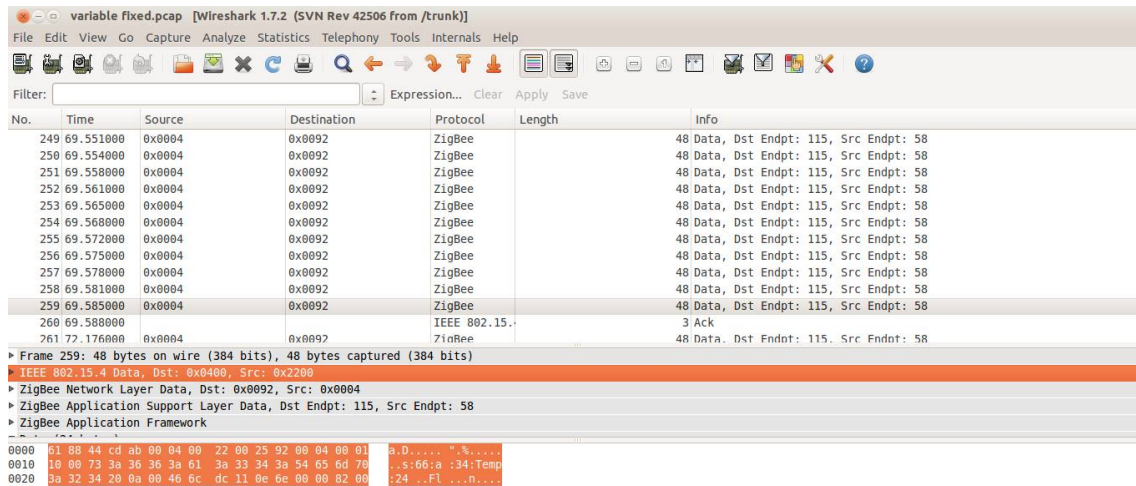 variable fixed.pcap [Wireshark 1.7.2 (SVN Rev 42506 from /trunk)]
File Edit View Go Capture Analyze Statistics Telephony Tools Internals Help
Filter: Expression... Clear Apply Save
No. Time Source Destination Protocol Length Info
249 69.551000 0x0004 0x0092 ZigBee 48 Data, Dst Endpt: 115, Src Endpt: 58
250 69.554000 0x0004 0x0092 ZigBee 48 Data, Dst Endpt: 115, Src Endpt: 58
251 69.558000 0x0004 0x0092 ZigBee 48 Data, Dst Endpt: 115, Src Endpt: 58
252 69.561000 0x0004 0x0092 ZigBee 48 Data, Dst Endpt: 115, Src Endpt: 58
253 69.565000 0x0004 0x0092 ZigBee 48 Data, Dst Endpt: 115, Src Endpt: 58
254 69.568000 0x0004 0x0092 ZigBee 48 Data, Dst Endpt: 115, Src Endpt: 58
255 69.572000 0x0004 0x0092 ZigBee 48 Data, Dst Endpt: 115, Src Endpt: 58
256 69.575000 0x0004 0x0092 ZigBee 48 Data, Dst Endpt: 115, Src Endpt: 58
257 69.578000 0x0004 0x0092 ZigBee 48 Data, Dst Endpt: 115, Src Endpt: 58
258 69.581000 0x0004 0x0092 ZigBee 48 Data, Dst Endpt: 115, Src Endpt: 58
259 69.585000 0x0004 0x0092 ZigBee 48 Data, Dst Endpt: 115, Src Endpt: 58
260 69.588000 IEEE 802.15.4 3 Ack
261 72.176000 0x0004 0x0092 ZigBee 48 Data, Dst Endpt: 115, Src Endpt: 58
Frame 259: 48 bytes on wire (384 bits), 48 bytes captured (384 bits)
IEEE 802.15.4 Data, Dst: 0x0400, Src: 0x2200
ZigBee Network Layer Data, Dst: 0x0092, Src: 0x0004
ZigBee Application Support Layer Data, Dst Endpt: 115, Src Endpt: 58
ZigBee Application Framework
0000 61 88 44 cd ab 00 04 00 22 00 25 92 00 04 00 01 a.D..... ".%.....
0010 10 00 73 3a 36 36 3a 61 3a 33 34 3a 54 65 6d 70 ..s:66:a :34:Temp
0020 3a 32 34 20 0a 00 46 6c dc 11 0e 6e 00 00 82 00 :24 ..Fl ...n....